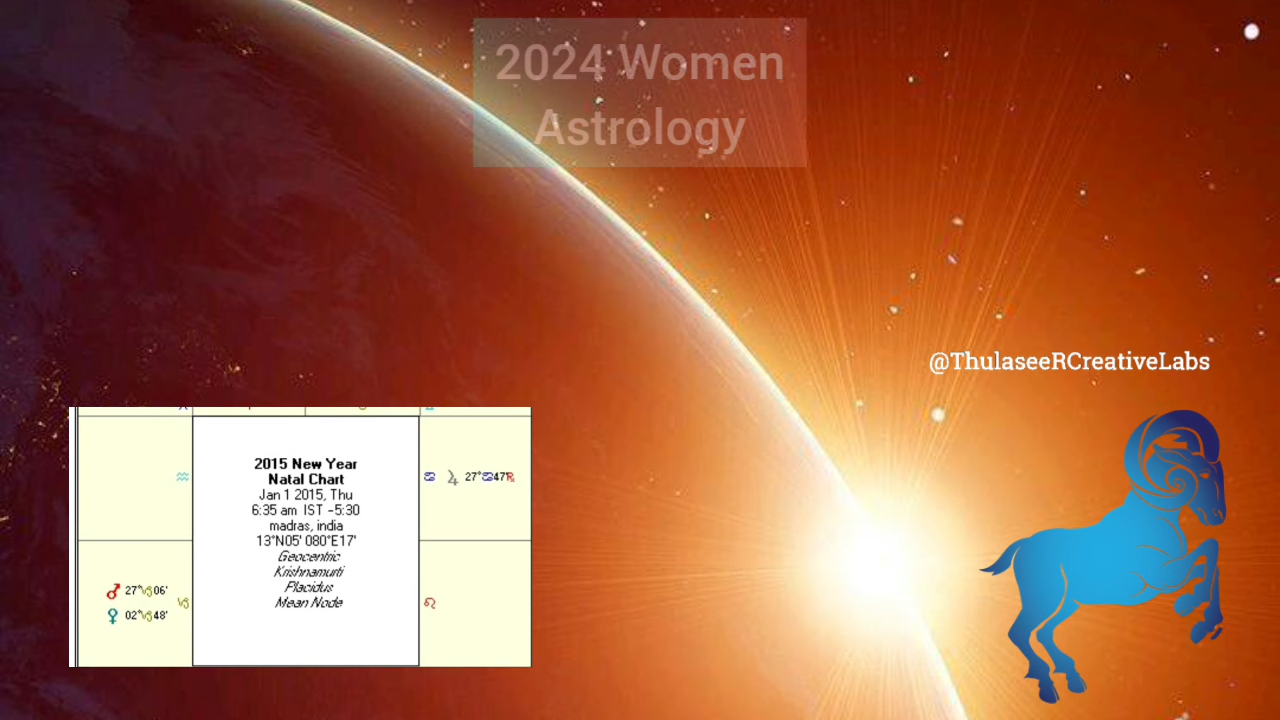 2024 Women
Astrology
@ThulaseeRCreativeLabs
2015 New Year
Natal Chart
Jan 1 2015, Thu
6:35 am IST -5:30
madras, india
13°N05' 080°E17'
Geocentric
Krishnamurti
Placidus
Mean Node
♒
♋ ♃ 27°♋47'℞
♂ 27°♑06' ♑
♀ 02°♑48'
♌